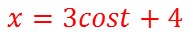 x = 3cost + 4